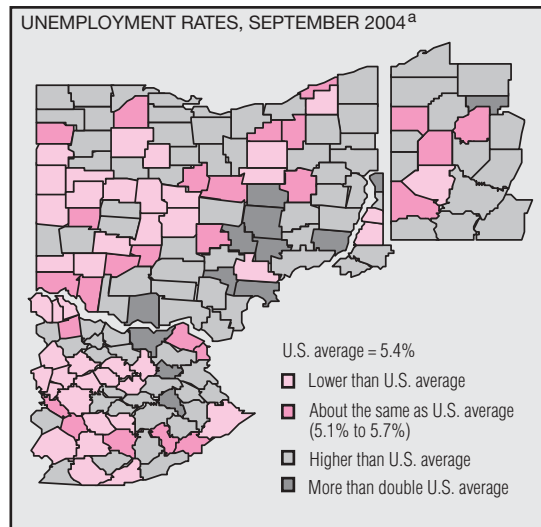 UNEMPLOYMENT RATES, SEPTEMBER 2004ª
U.S. average = 5.4%
Lower than U.S. average
About the same as U.S. average
(5.1% to 5.7%)
Higher than U.S. average
More than double U.S. average